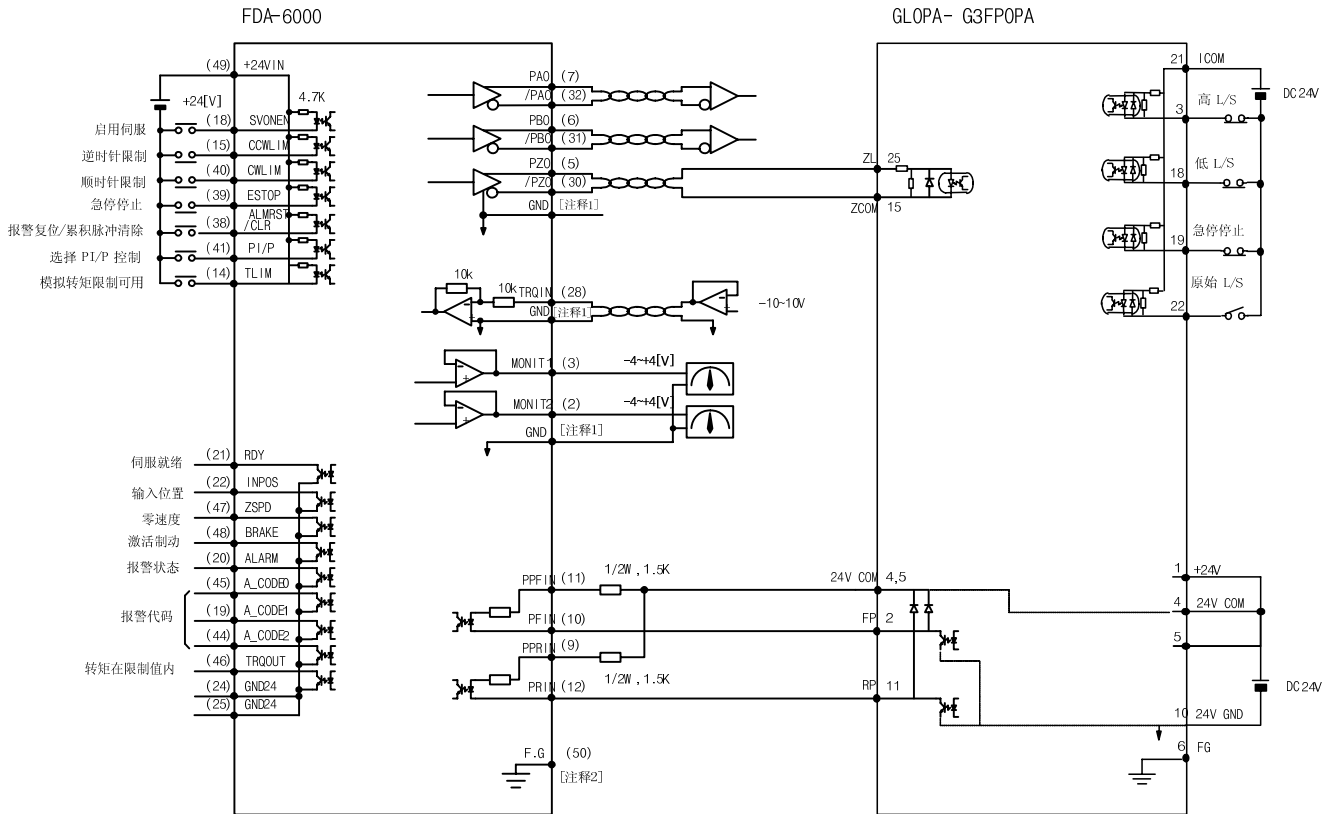 FDA-6000
GLOPA- G3FPOPA
(49) +24VIN
+24[V]
4.7K
启用伺服 (18) SVONEN
逆时针限制 (15) CCWLIM
顺时针限制 (40) CWLIM
急停停止 (39) ESTOP
报警复位/累积脉冲清除 (38) ALMRST
/CLR
选择 PI/P 控制 (41) PI/P
模拟转矩限制可用 (14) TLIM
PAO (7)
/PAO (32)
PBO (6)
/PBO (31)
PZO (5)
/PZO (30)
GND [注释1]
ZL 25
ZCOM 15
10k
10k TRQIN (28)
GND [注释1]
-10~10V
MONIT1 (3) -4~+4[V]
MONIT2 (2) -4~+4[V]
GND [注释1]
21 ICOM
DC24V
3 高 L/S
18 低 L/S
19 急停停止
22 原始 L/S
伺服就绪 (21) RDY
输入位置 (22) INPOS
零速度 (47) ZSPD
激活制动 (48) BRAKE
报警状态 (20) ALARM
(45) A_CODE0
报警代码 (19) A_CODE1
(44) A_CODE2
转矩在限制值内 (46) TRQOUT
(24) GND24
(25) GND24
PPFIN (11) 1/2W,1.5K
PFIN (10)
PPRIN (9)
1/2W,1.5K
PRIN (12)
F.G (50)
[注释2]
24V COM 4,5
FP 2
RP 11
1 +24V
4 24V COM
5
DC24V
10 24V GND
6 FG